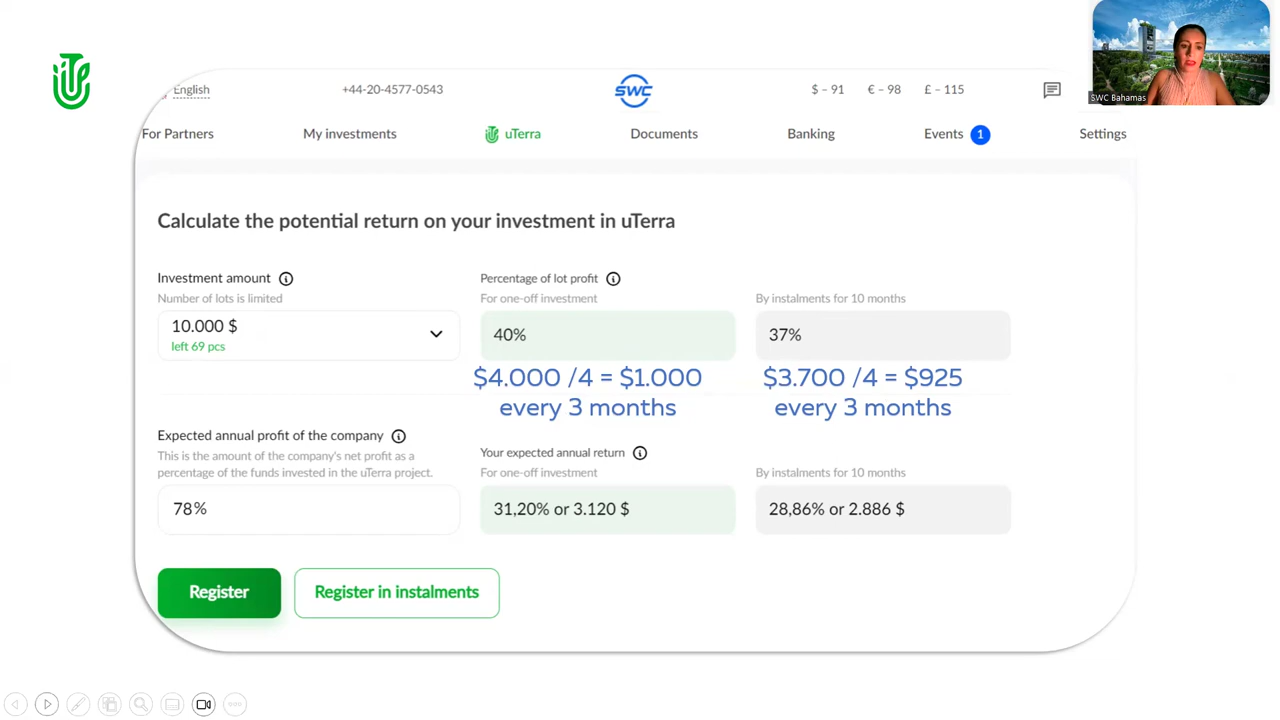 English
+44-20-4577-0543
SWC
$ – 91
€ – 98
£ – 115
SWC Bahamas
For Partners
My investments
uTerra
Documents
Banking
Events 1
Settings
Calculate the potential return on your investment in uTerra
Investment amount
Number of lots is limited
10.000 $
left 69 pcs
Percentage of lot profit
For one-off investment
40%
$4.000 /4 = $1.000
every 3 months
By instalments for 10 months
37%
$3.700 /4 = $925
every 3 months
Expected annual profit of the company
This is the amount of the company's net profit as a
percentage of the funds invested in the uTerra project.
78%
Your expected annual return
For one-off investment
31,20% or 3.120 $
By instalments for 10 months
28,86% or 2.886 $
Register
Register in instalments